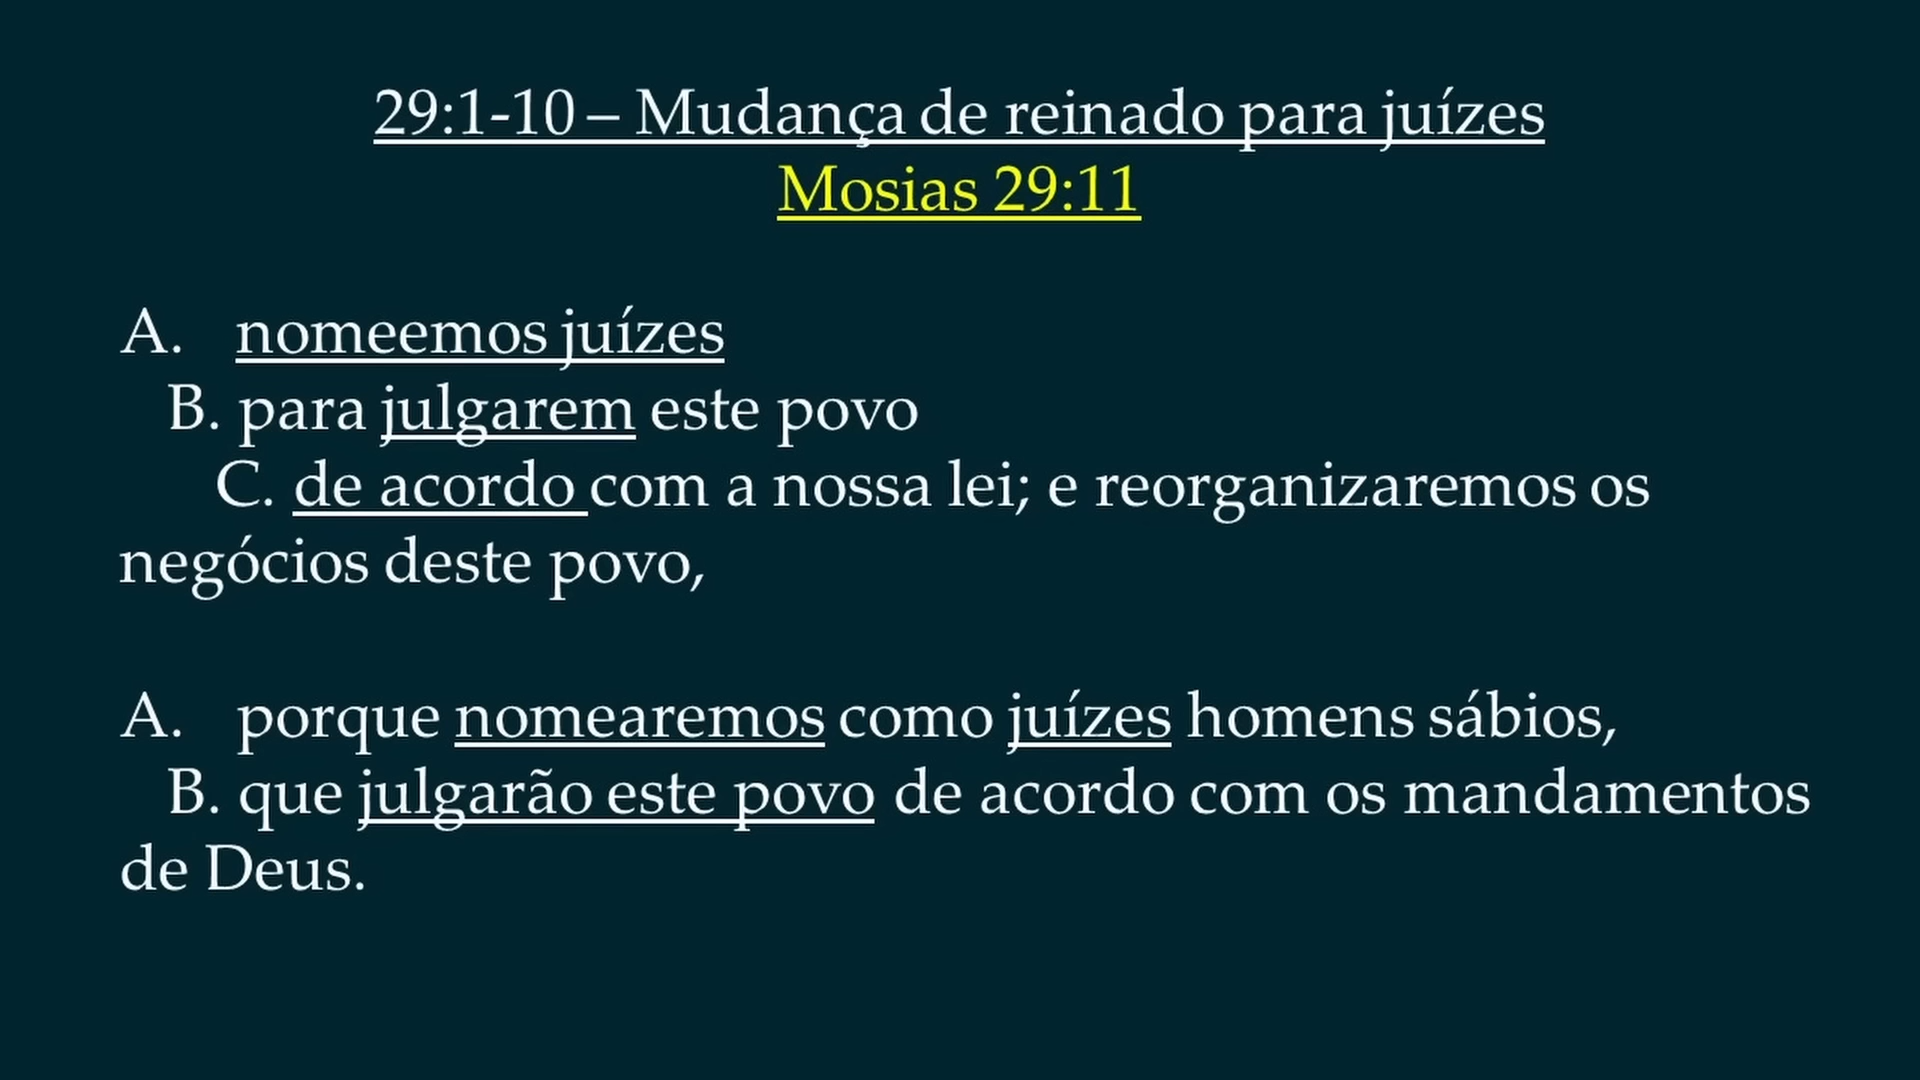 29:1-10 – Mudança de reinado para juízes
Mosias 29:11
A. nomeemos juízes
B. para julgarem este povo
C. de acordo com a nossa lei; e reorganizaremos os
negócios deste povo,
A. porque nomearemos como juízes homens sábios,
B. que julgarão este povo de acordo com os mandamentos
de Deus.